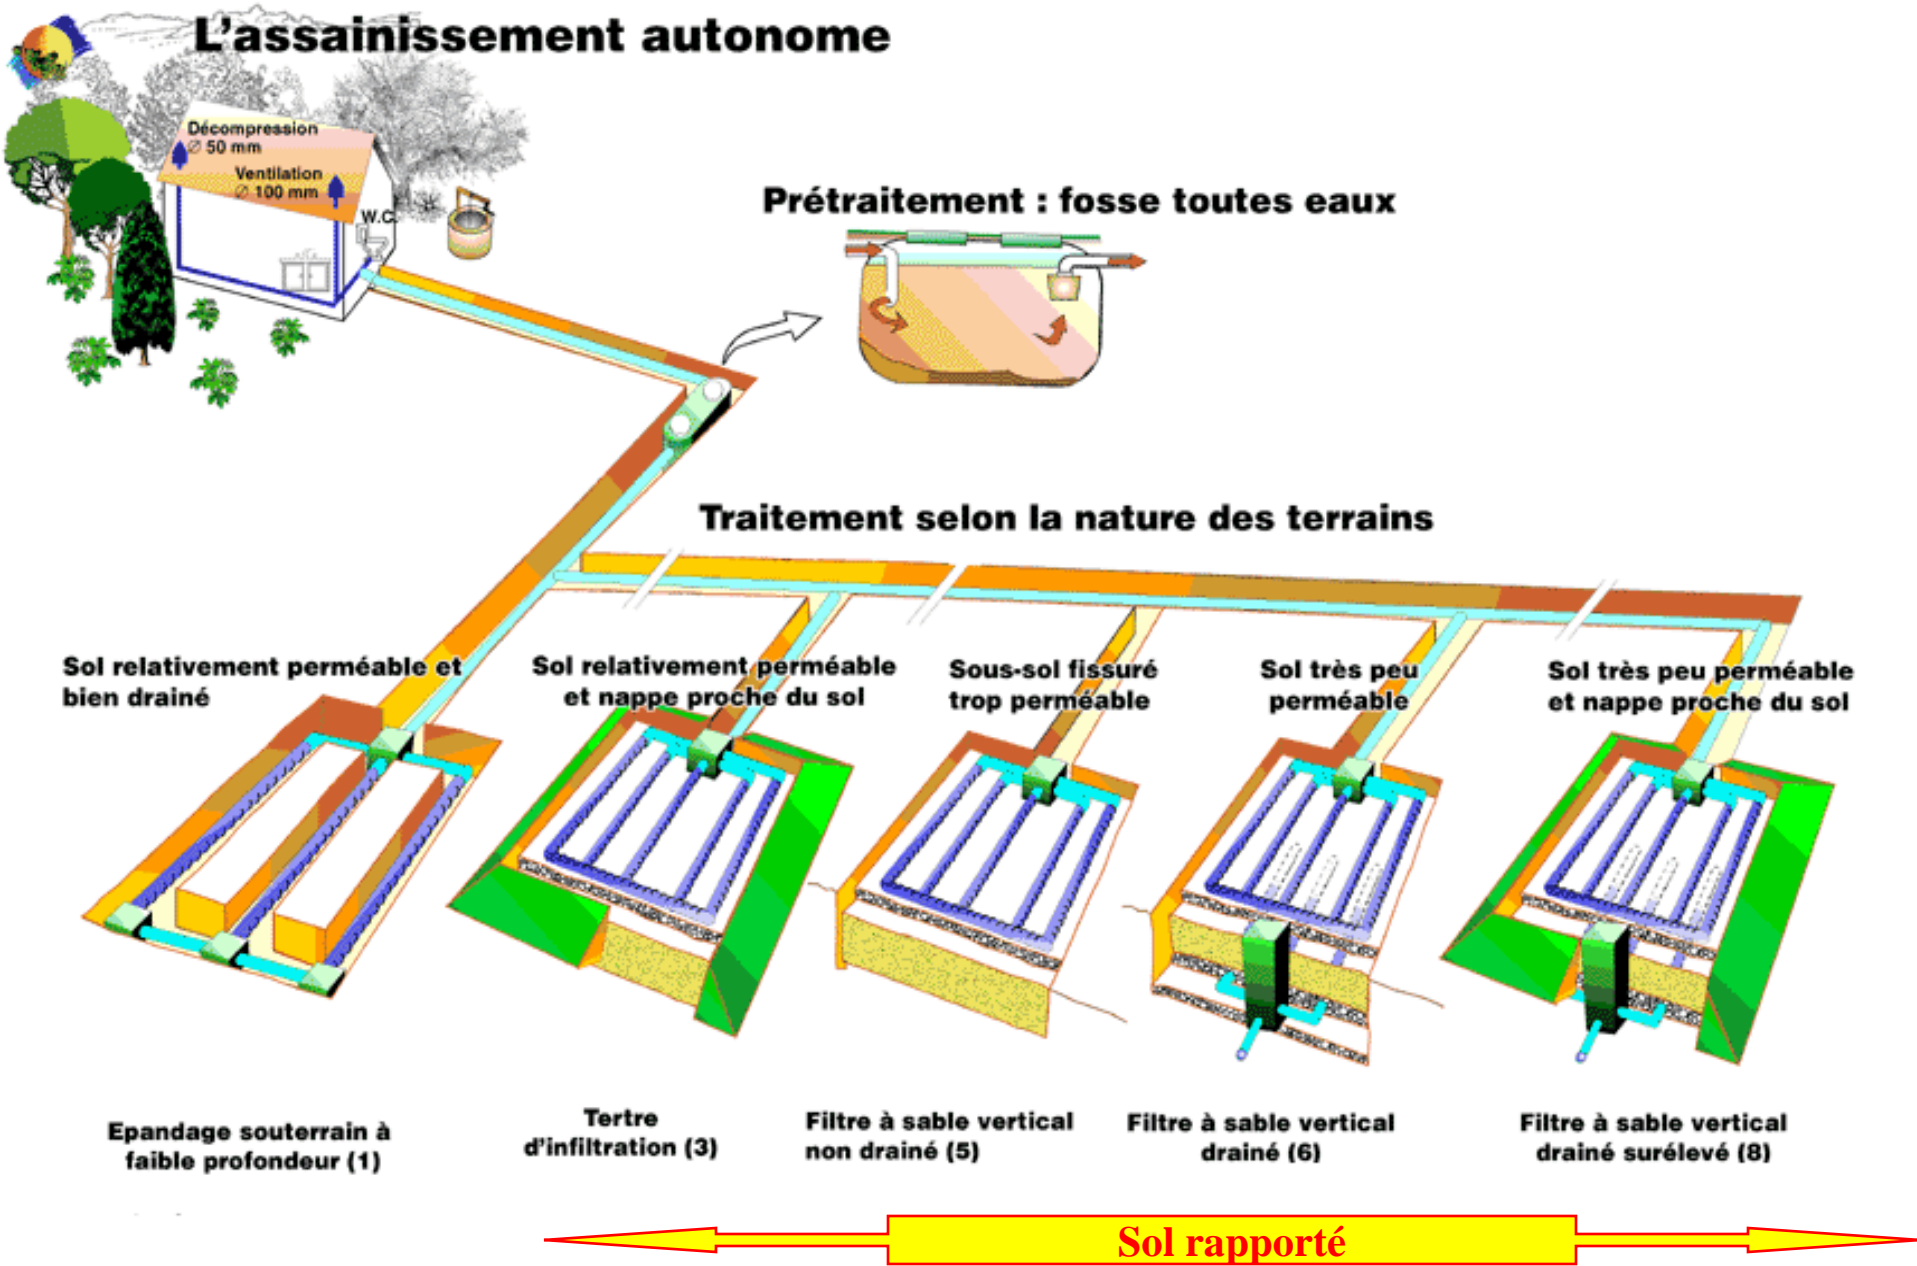 L'assainissement autonome
Décompression
∅ 50 mm
Ventilation
∅ 100 mm
W.C.
Prétraitement : fosse toutes eaux
Traitement selon la nature des terrains
Sol relativement perméable et
bien drainé
Sol relativement perméable
et nappe proche du sol
Sous-sol fissuré
trop perméable
Sol très peu
perméable
Sol très peu perméable
et nappe proche du sol
Epandage souterrain à
faible profondeur (1)
Tertre
d'infiltration (3)
Filtre à sable vertical
non drainé (5)
Filtre à sable vertical
drainé (6)
Filtre à sable vertical
drainé surélevé (8)
Sol rapporté